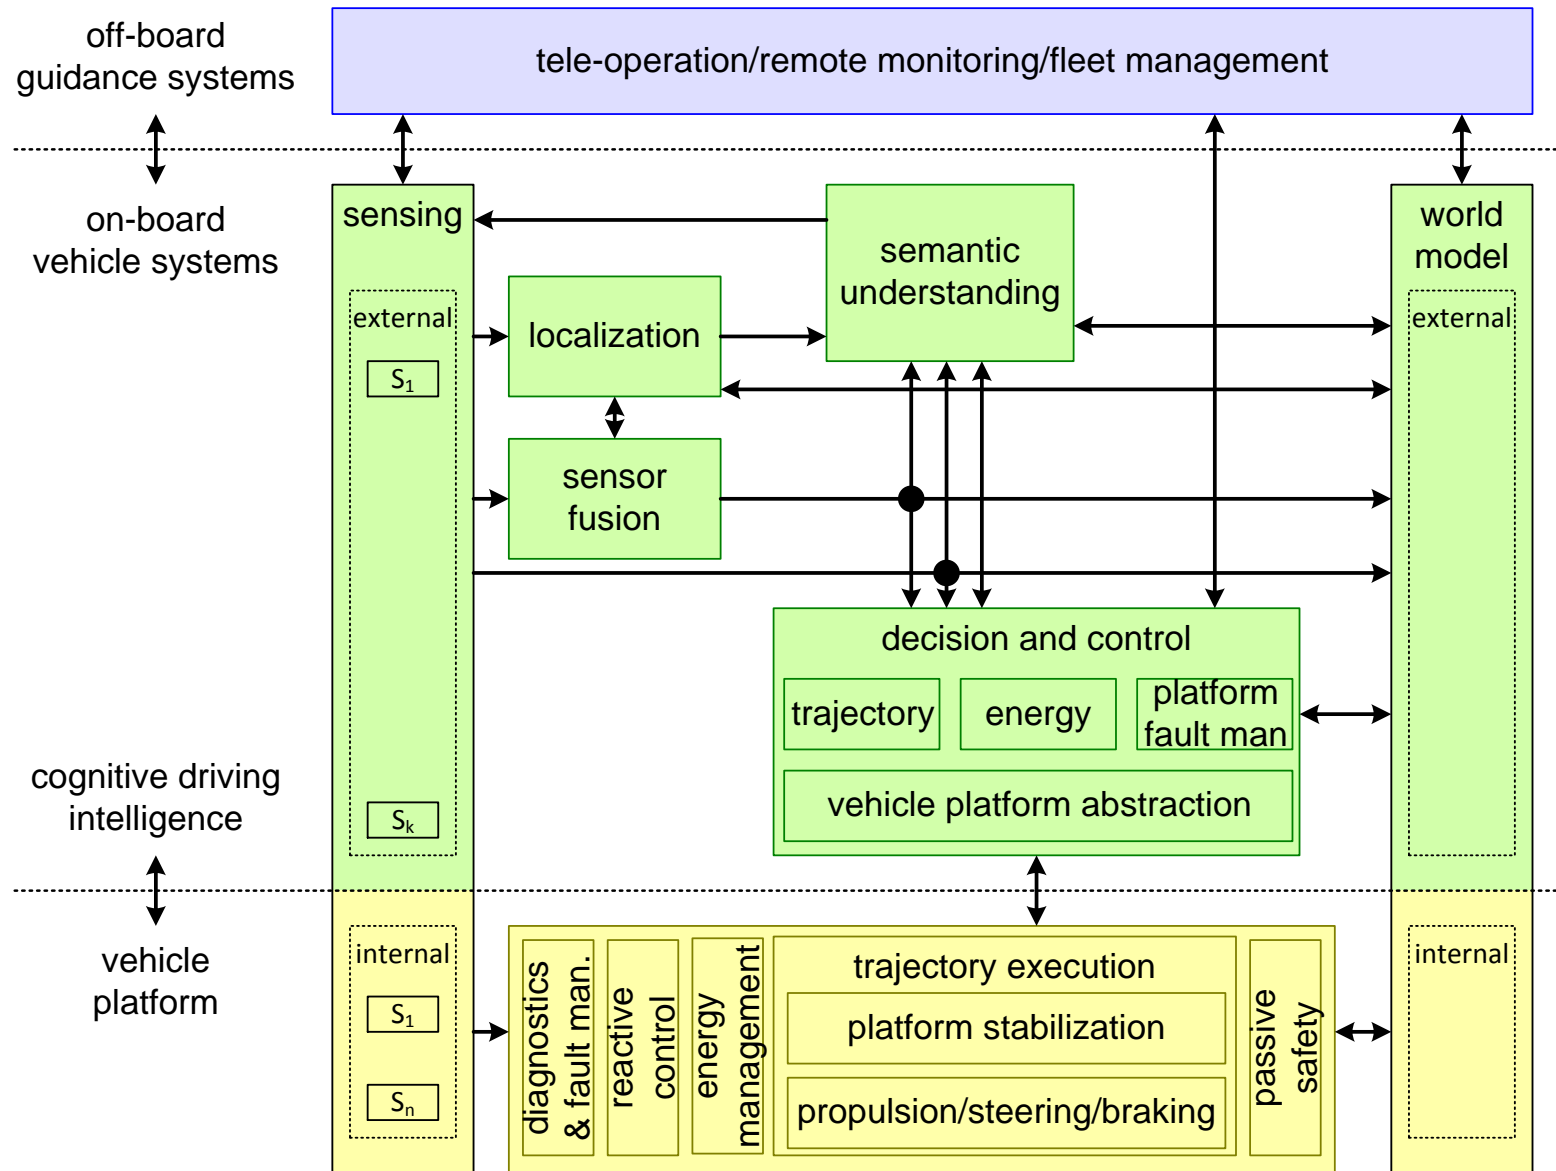 off-board
guidance systems
tele-operation/remote monitoring/fleet management
on-board
vehicle systems
sensing
semantic
understanding
world
model
external
S1
localization
external
sensor
fusion
decision and control
trajectory
energy
platform
fault man
vehicle platform abstraction
cognitive driving
intelligence
Sk
vehicle
platform
internal
S1
Sn
diagnostics
& fault man.
reactive
control
energy
management
trajectory execution
platform stabilization
propulsion/steering/braking
passive
safety
internal